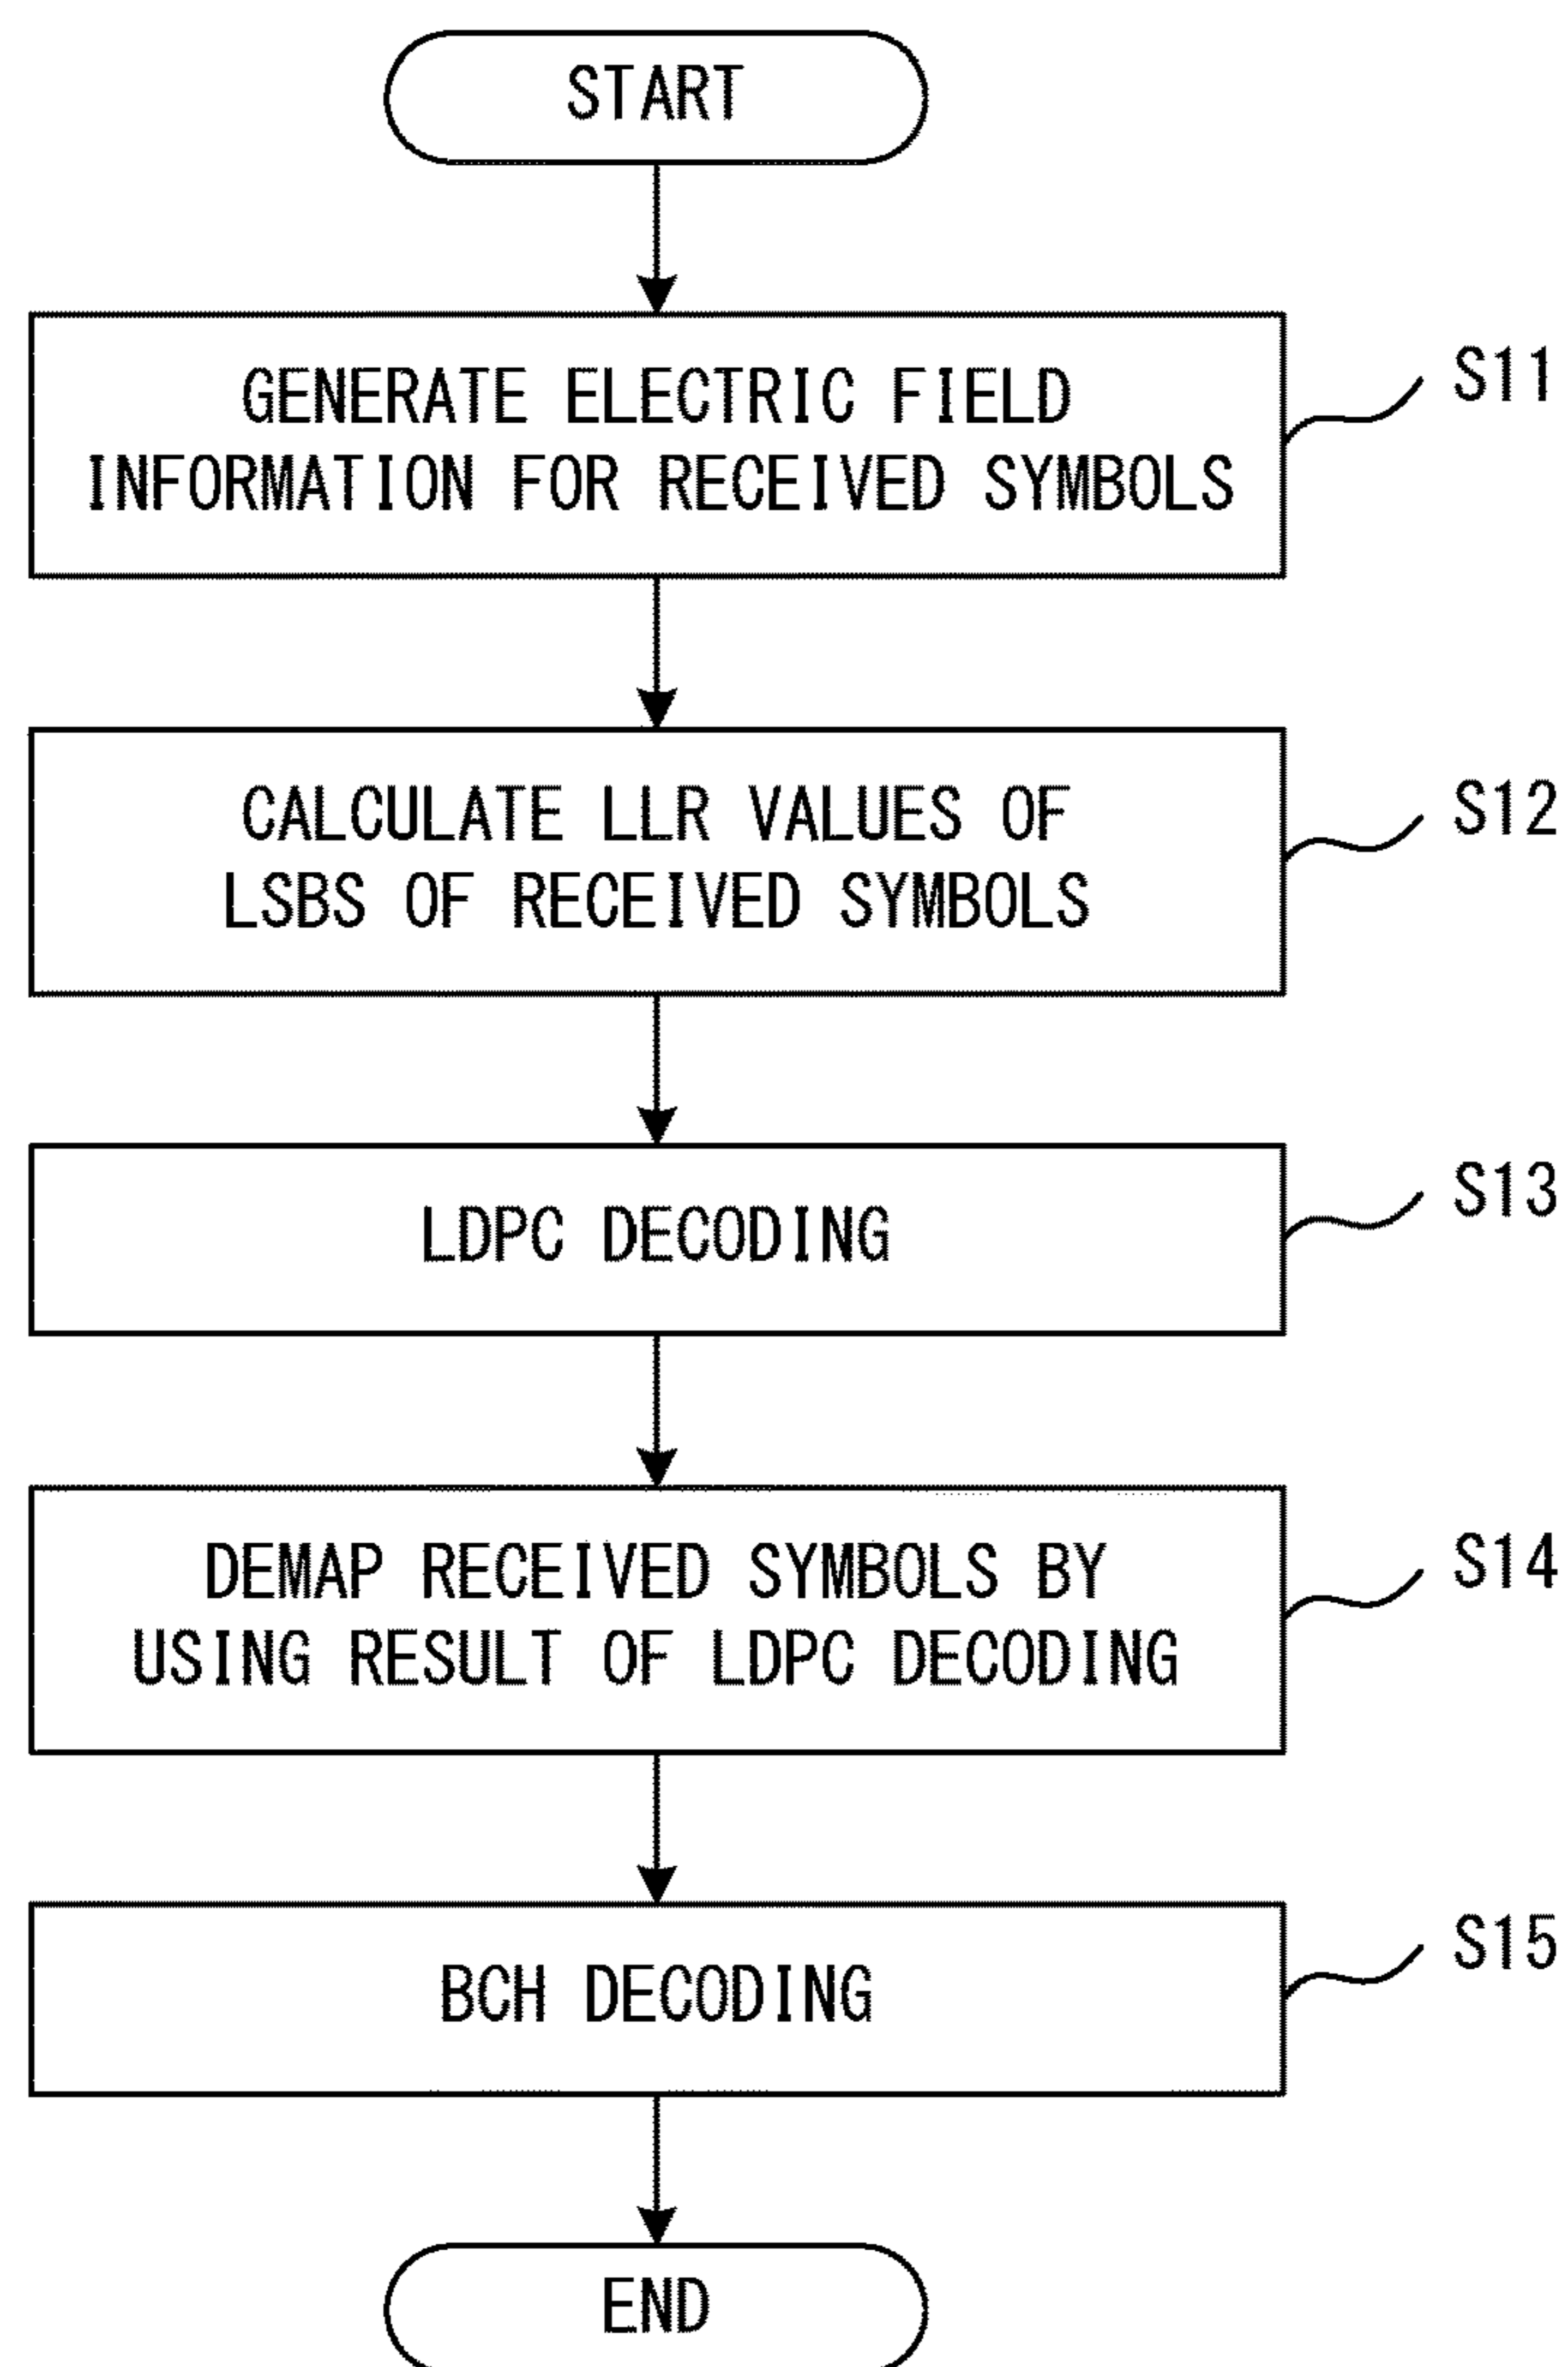 START
GENERATE ELECTRIC FIELD
INFORMATION FOR RECEIVED SYMBOLS
S11
CALCULATE LLR VALUES OF
LSBS OF RECEIVED SYMBOLS
S12
LDPC DECODING
S13
DEMAP RECEIVED SYMBOLS BY
USING RESULT OF LDPC DECODING
S14
BCH DECODING
S15
END